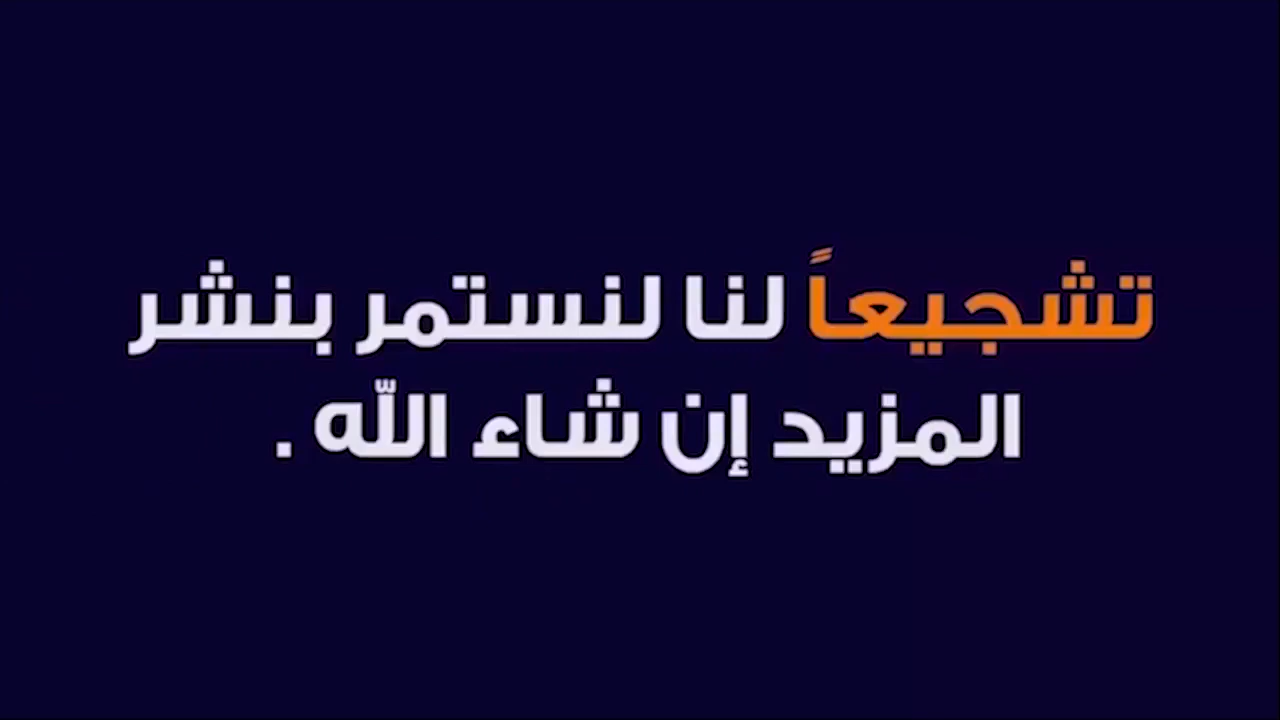 تشجيعاً لنا لنستمر بنشر
المزيد إن شاء اللّه .